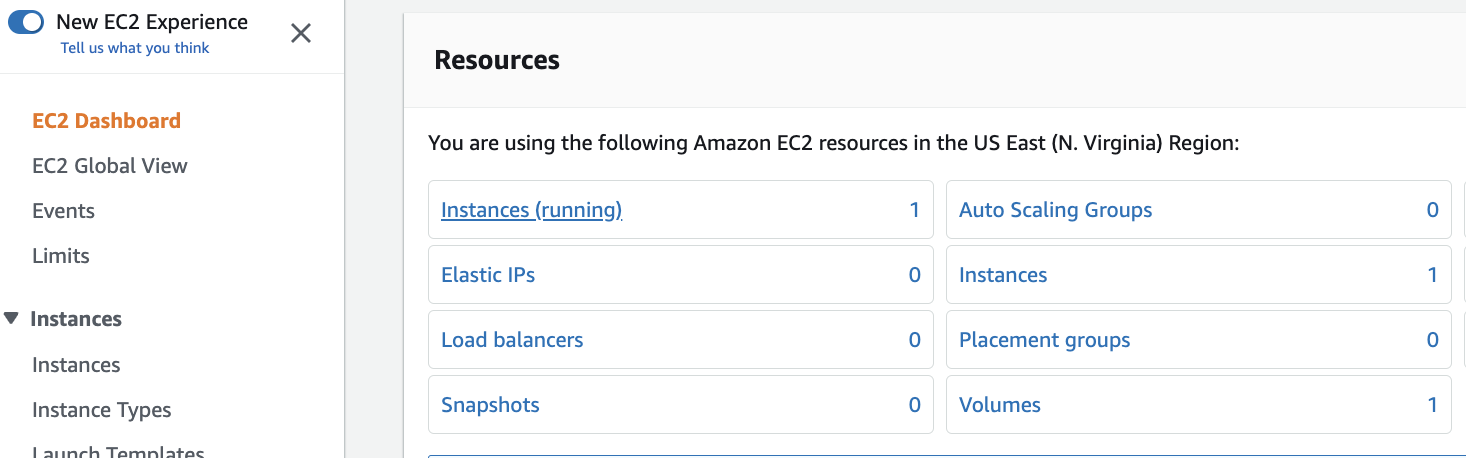 New EC2 Experience
Tell us what you think
EC2 Dashboard
EC2 Global View
Events
Limits
Instances
Instances
Instance Types
Launch Templates
Resources
You are using the following Amazon EC2 resources in the US East (N. Virginia) Region:
Instances (running) 1 Auto Scaling Groups 0
Elastic IPs 0 Instances 1
Load balancers 0 Placement groups 0
Snapshots 0 Volumes 1